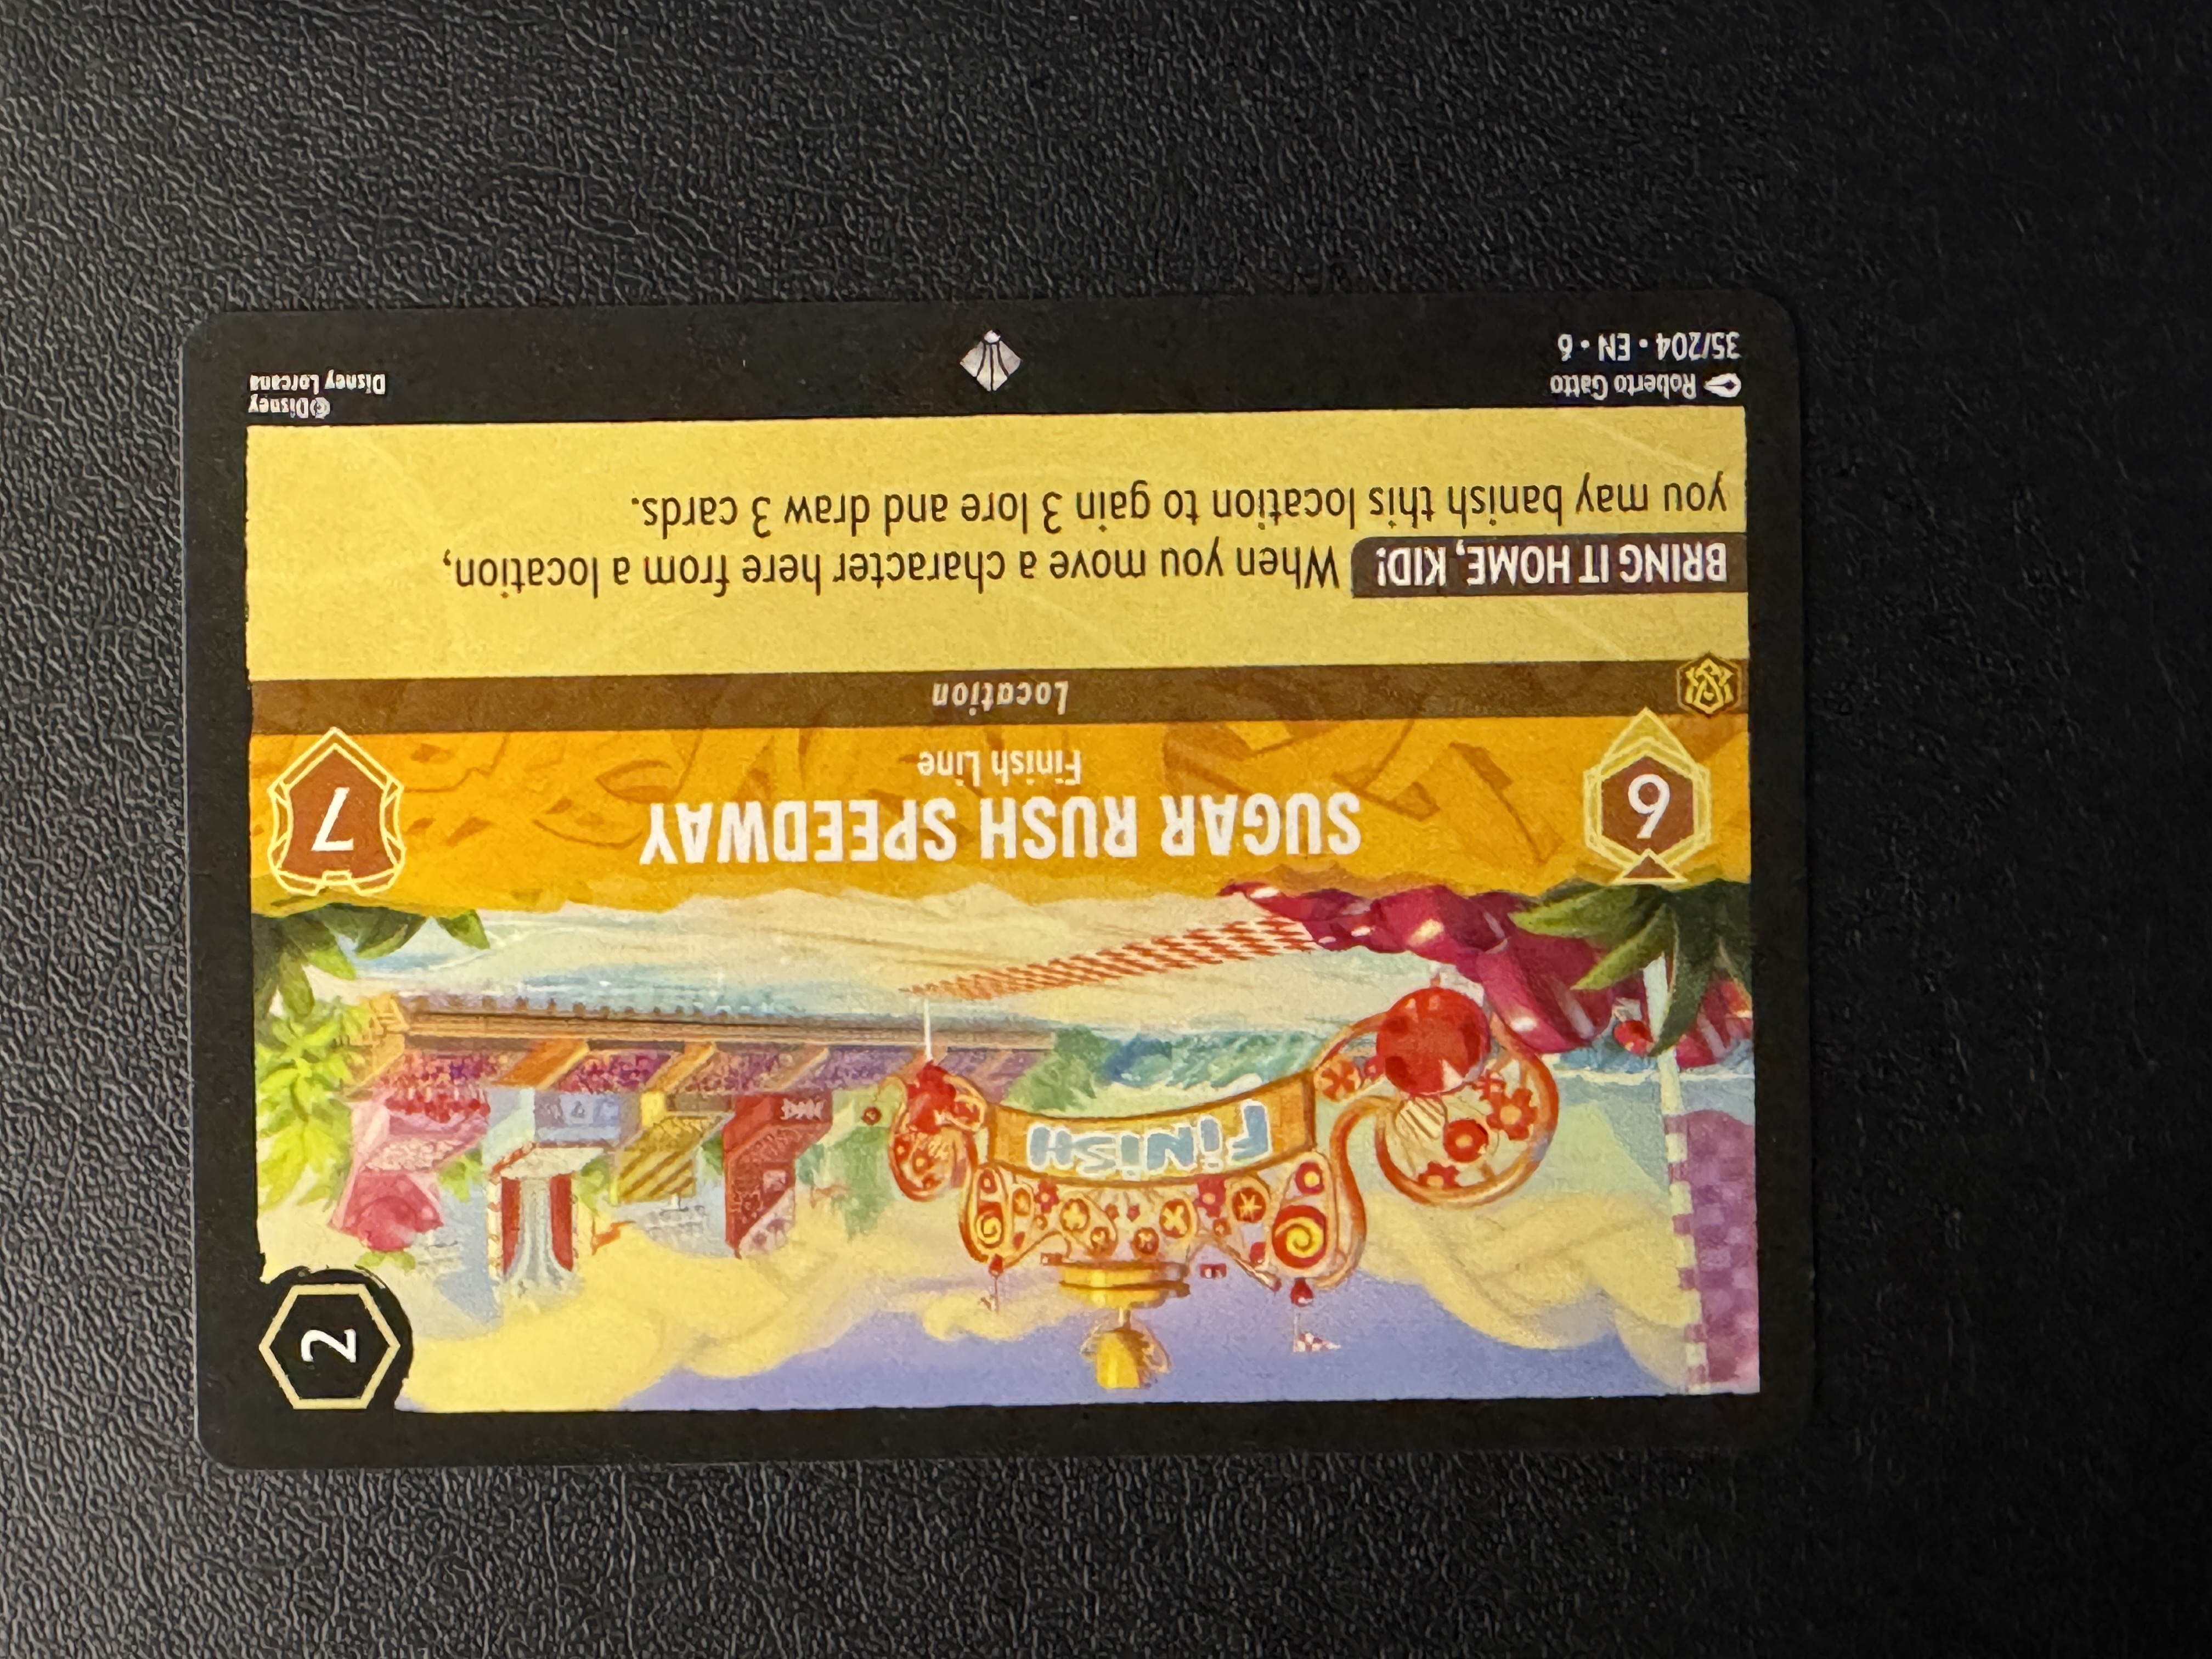 2
FiNiSH
6
SUGAR RUSH SPEEDWAY
Finish Line
7
Location
BRING IT HOME, KID! When you move a character here from a location,
you may banish this location to gain 3 lore and draw 3 cards.
Roberto Gatto
35/204 • EN • 6
©Disney
Disney Lorcana